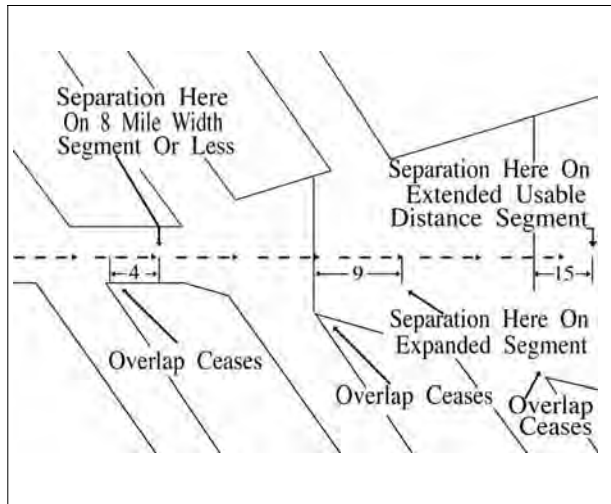 Separation Here
On 8 Mile Width
Segment Or Less
Separation Here On
Extended Usable
Distance Segment
4
9
15
Separation Here On
Expanded Segment
Overlap Ceases
Overlap Ceases
Overlap
Ceases